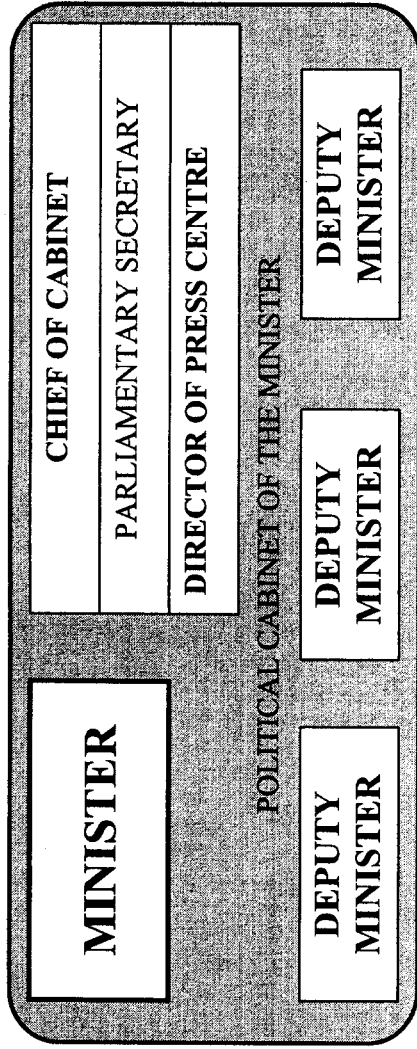 MINISTER
CHIEF OF CABINET
PARLIAMENTARY SECRETARY
DIRECTOR OF PRESS CENTRE
POLITICAL CABINET OF THE MINISTER
DEPUTY
MINISTER
DEPUTY
MINISTER
DEPUTY
MINISTER